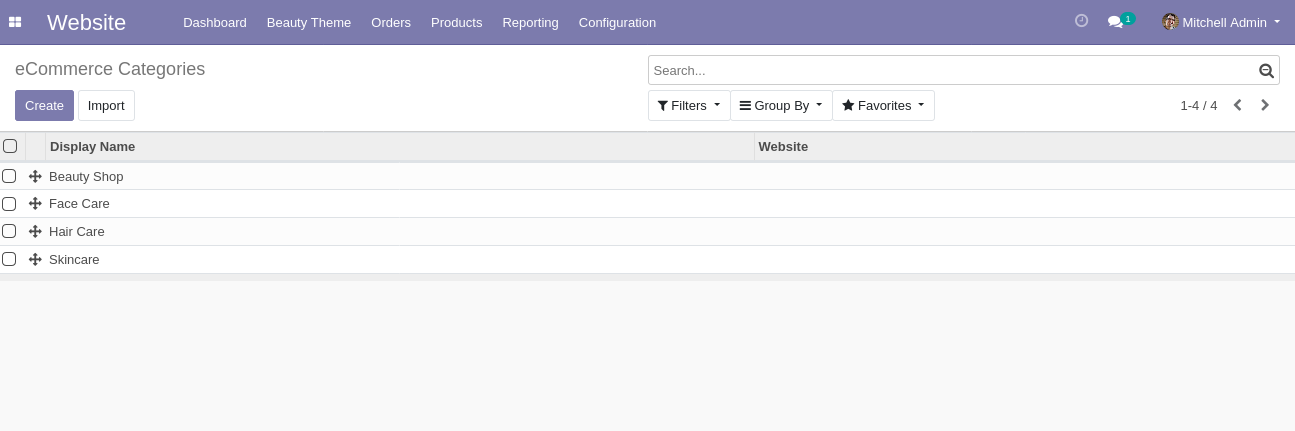 Website Dashboard Beauty Theme Orders Products Reporting Configuration 1 Mitchell Admin
eCommerce Categories
Search...
Create Import Filters Group By Favorites 1-4 / 4
Display Name Website
Beauty Shop
Face Care
Hair Care
Skincare